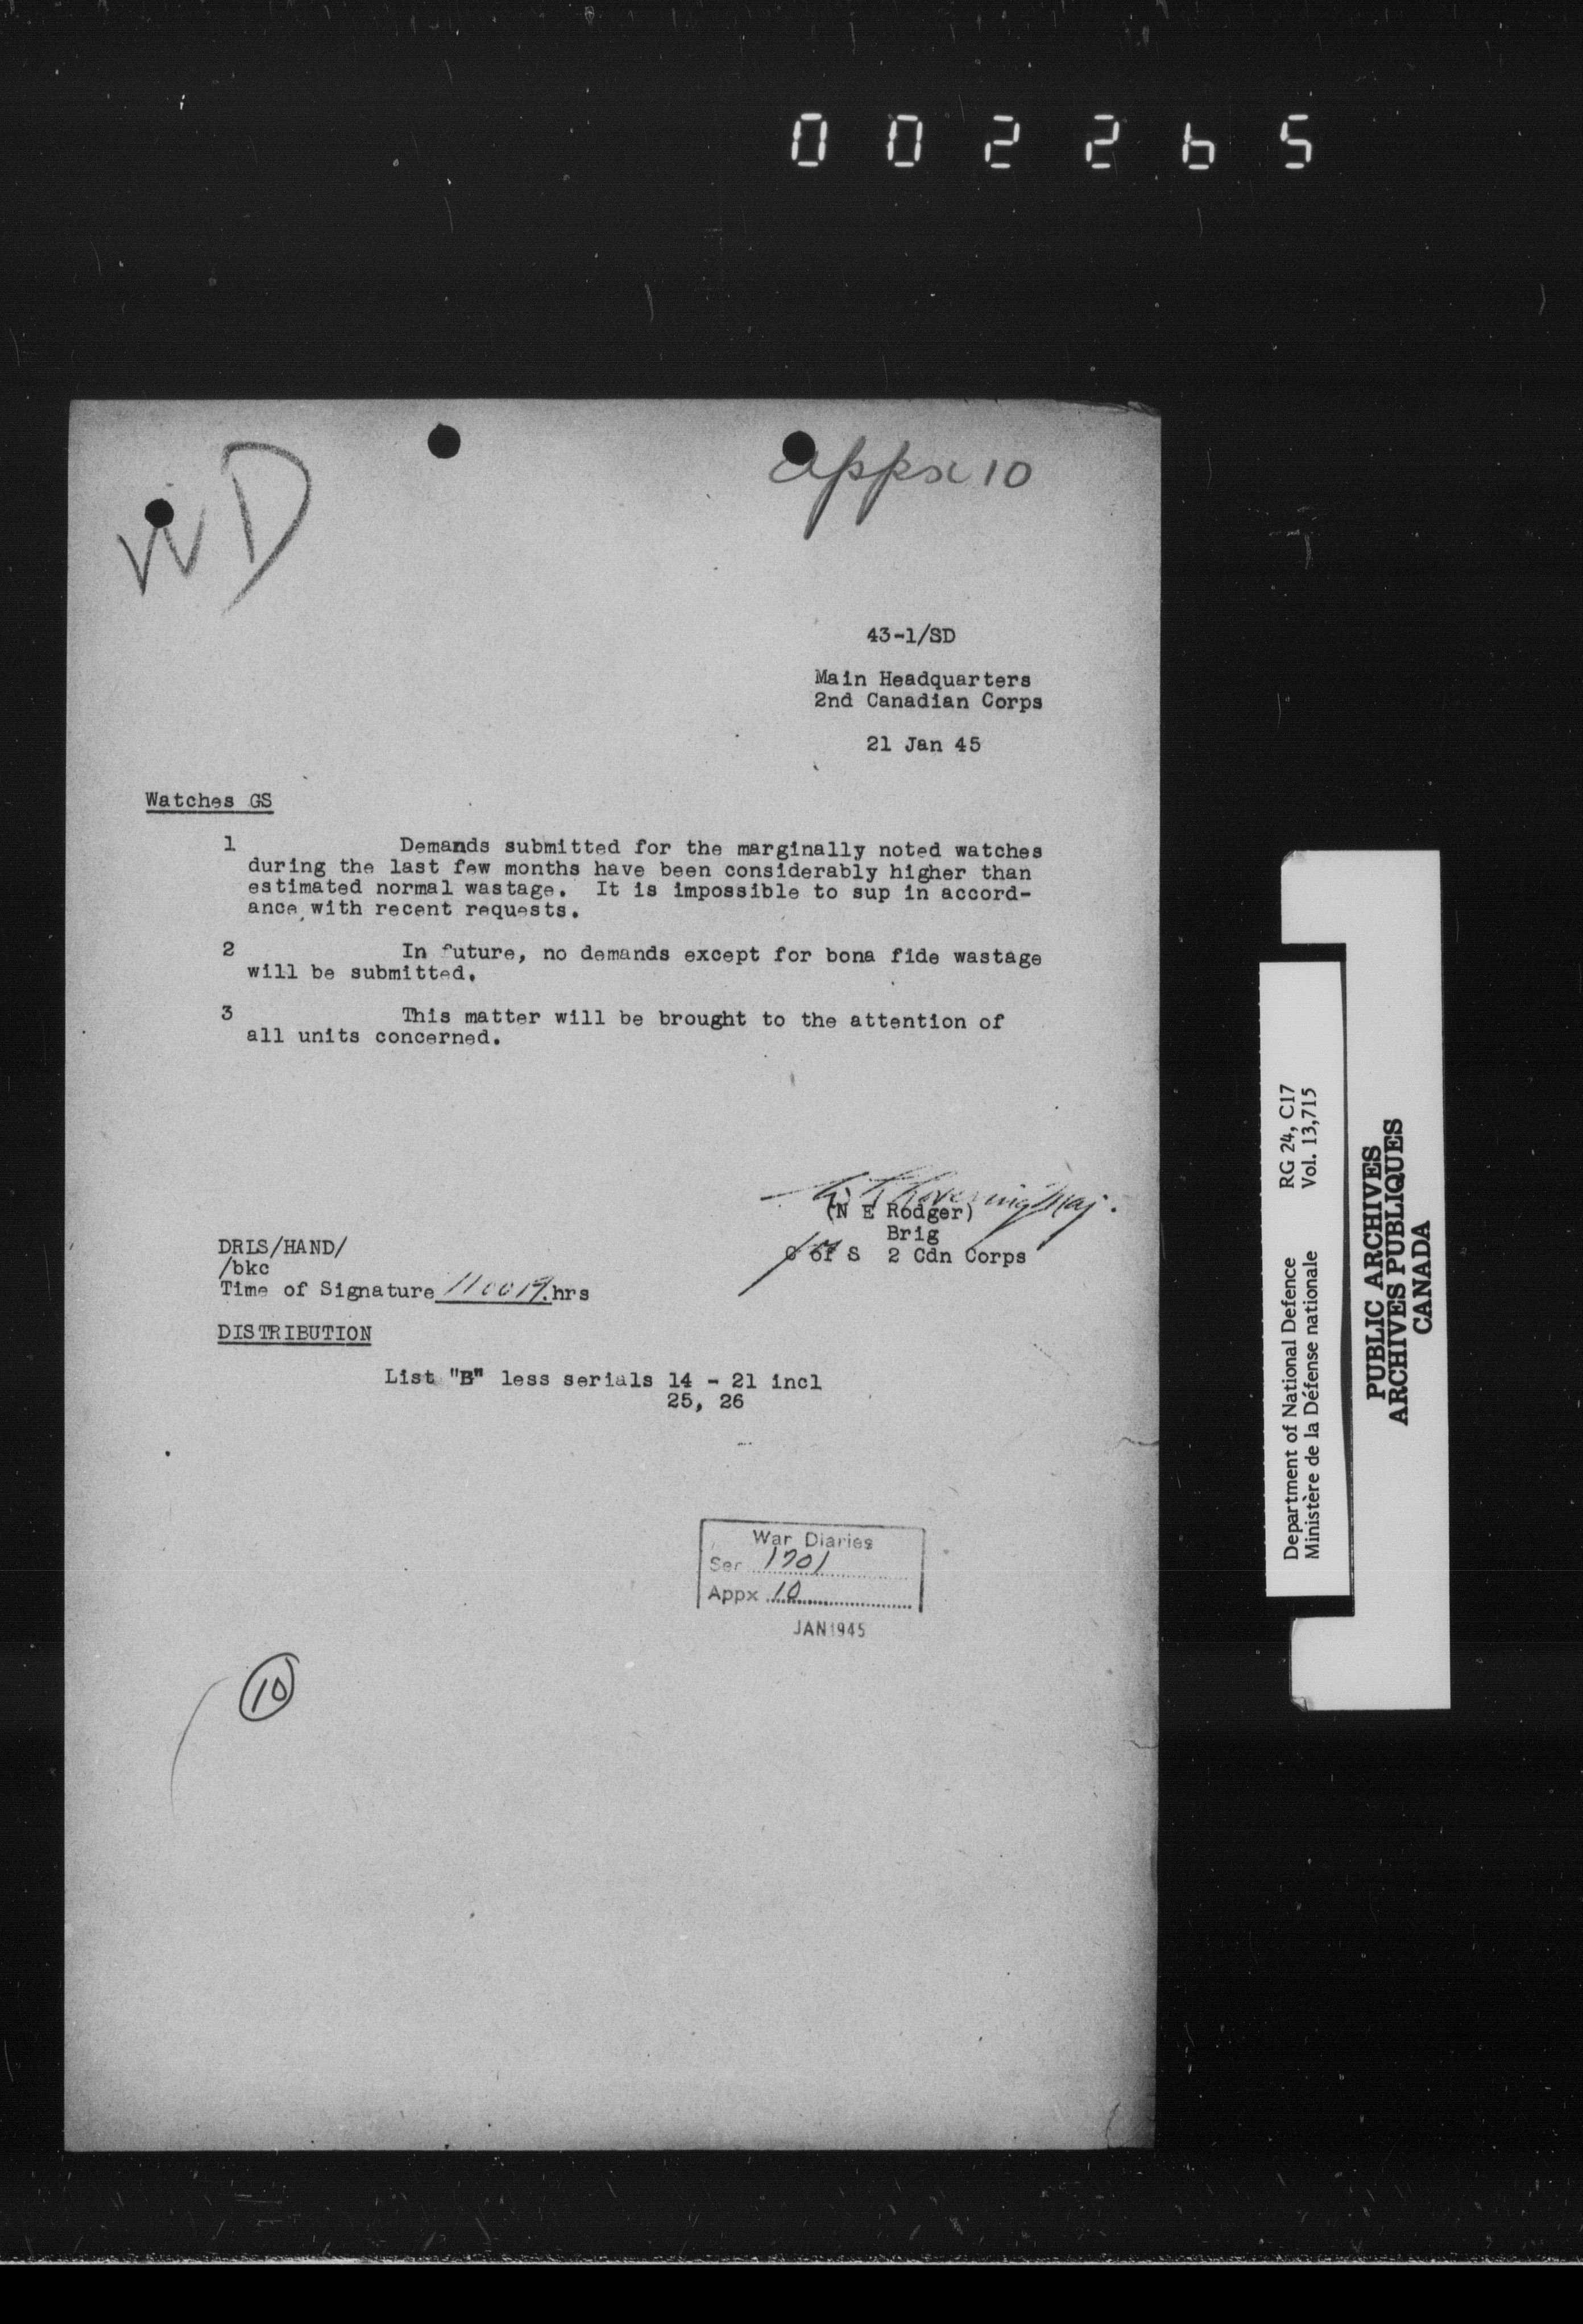 002265
WD
appx 10
43-1/SD
Main Headquarters
2nd Canadian Corps
21 Jan 45
Watches GS
1 Demands submitted for the marginally noted watches
during the last few months have been considerably higher than
estimated normal wastage. It is impossible to sup in accord-
ance with recent requests.
2 In future, no demands except for bona fide wastage
will be submitted.
3 This matter will be brought to the attention of
all units concerned.
Maj.
(N E Rodger)
Brig
C of S 2 Cdn Corps
DRLS/HAND/
/bkc
Time of Signature hrs
DISTRIBUTION
List "B" less serials 14 - 21 incl
25, 26
War Diaries
Ser 1701
Appx 10
JAN 1945
10
Department of National Defence RG 24, C17
Ministère de la Défense nationale Vol. 13,715
PUBLIC ARCHIVES
ARCHIVES PUBLIQUES
CANADA